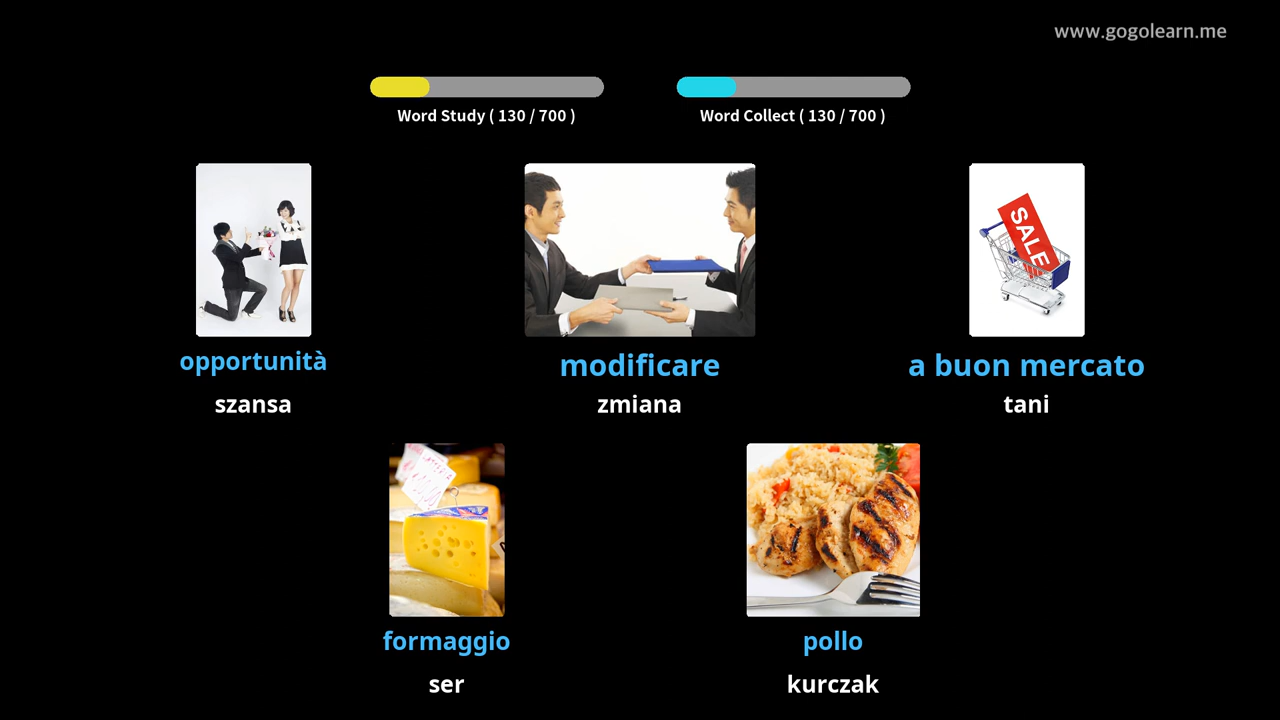 www.gogolearn.me
Word Study ( 130 / 700 )
Word Collect ( 130 / 700 )
SALE
opportunità
modificare
a buon mercato
szansa
zmiana
tani
formaggio
pollo
ser
kurczak